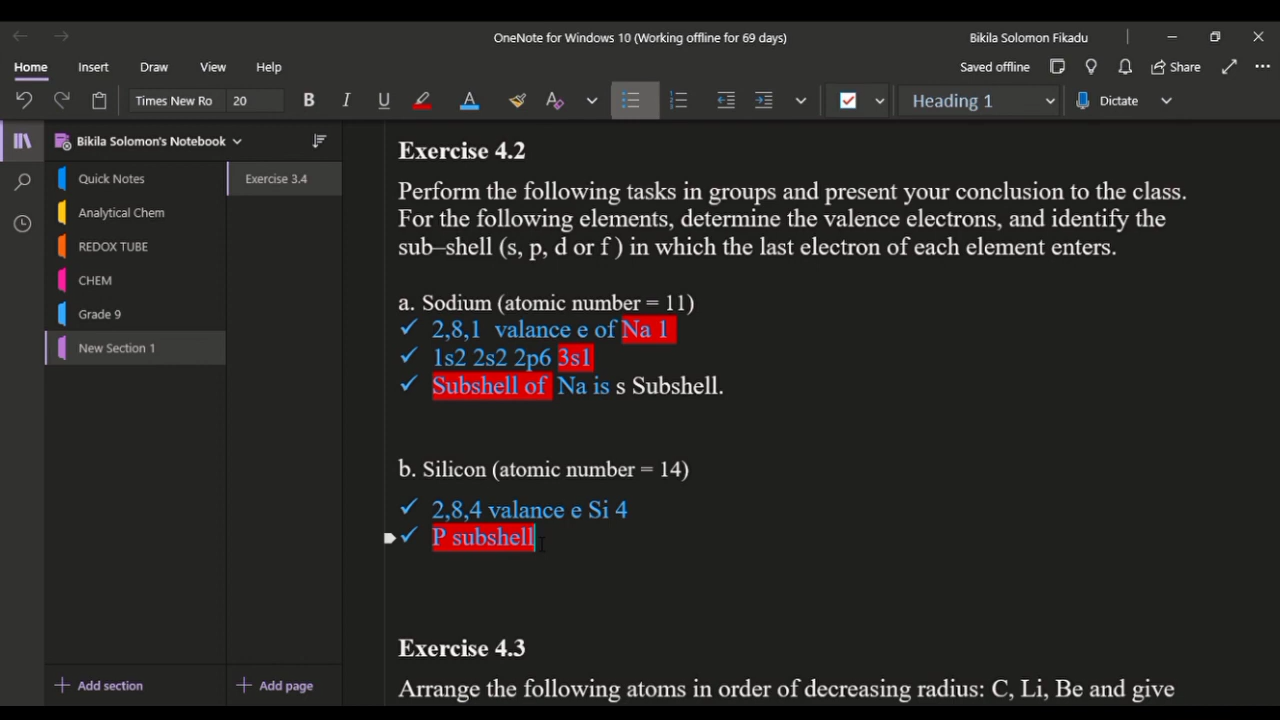 OneNote for Windows 10 (Working offline for 69 days)
Bikila Solomon Fikadu
Home Insert Draw View Help
Saved offline
Share
Times New Ro 20
B I U
Heading 1
Dictate
Bikila Solomon's Notebook
Quick Notes
Analytical Chem
REDOX TUBE
CHEM
Grade 9
New Section 1
Add section
Exercise 3.4
Add page
Exercise 4.2
Perform the following tasks in groups and present your conclusion to the class.
For the following elements, determine the valence electrons, and identify the
sub–shell (s, p, d or f ) in which the last electron of each element enters.
a. Sodium (atomic number = 11)
✓ 2,8,1 valance e of Na 1
✓ 1s2 2s2 2p6 3s1
✓ Subshell of Na is s Subshell.
b. Silicon (atomic number = 14)
✓ 2,8,4 valance e Si 4
✓ P subshell
Exercise 4.3
Arrange the following atoms in order of decreasing radius: C, Li, Be and give